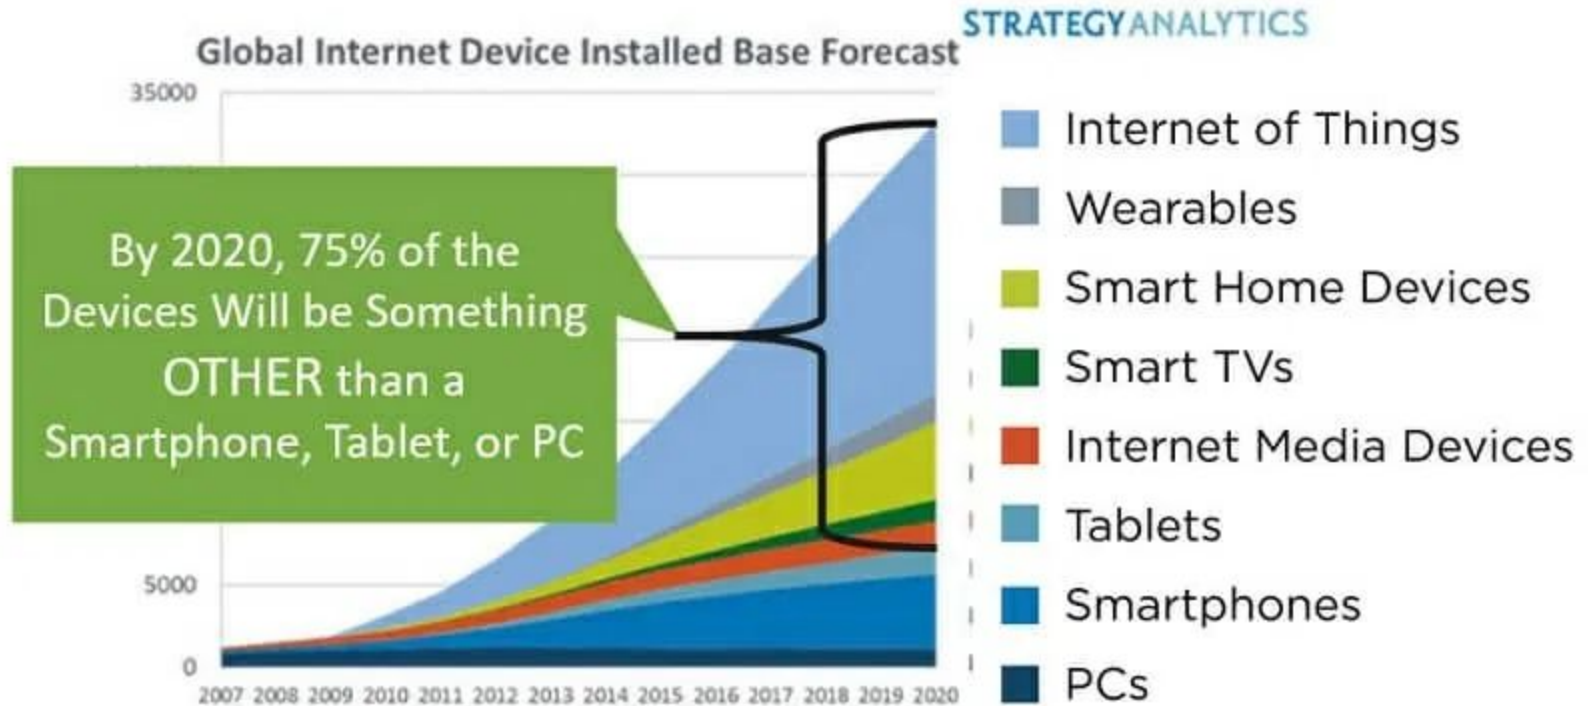 STRATEGYANALYTICS
Global Internet Device Installed Base Forecast
35000
By 2020, 75% of the
Devices Will be Something
OTHER than a
Smartphone, Tablet, or PC
5000
0
2007 2008 2009 2010 2011 2012 2013 2014 2015 2016 2017 2018 2019 2020
Internet of Things
Wearables
Smart Home Devices
Smart TVs
Internet Media Devices
Tablets
Smartphones
PCs